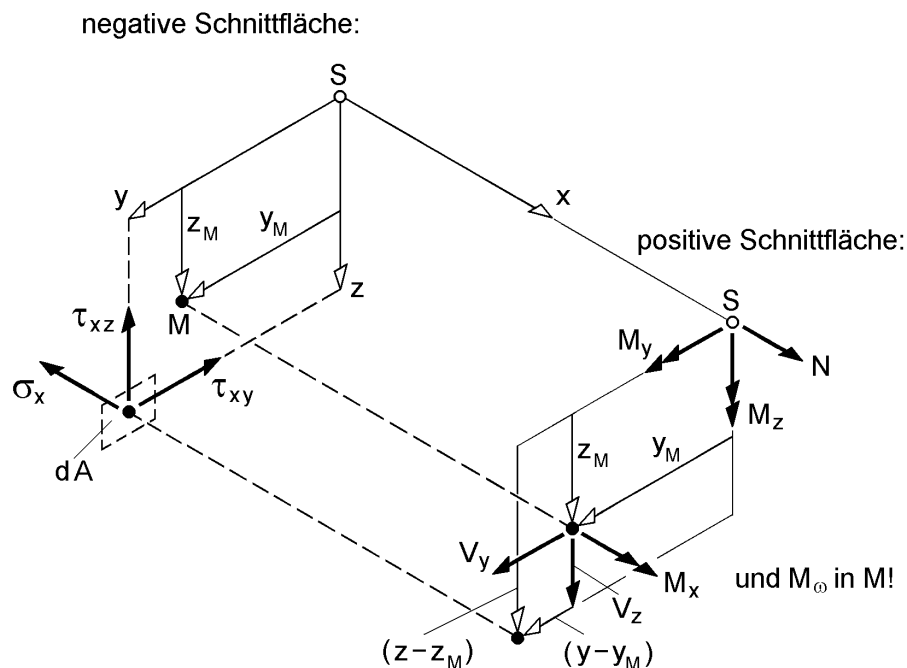 negative Schnittfläche:
S
y
z_M
y_M
x
positive Schnittfläche:
z
M
S
τ_xz
M_y
N
σ_x
τ_xy
M_z
dA
z_M
y_M
V_y
M_x
und M_ω in M!
V_z
(z-z_M)
(y-y_M)